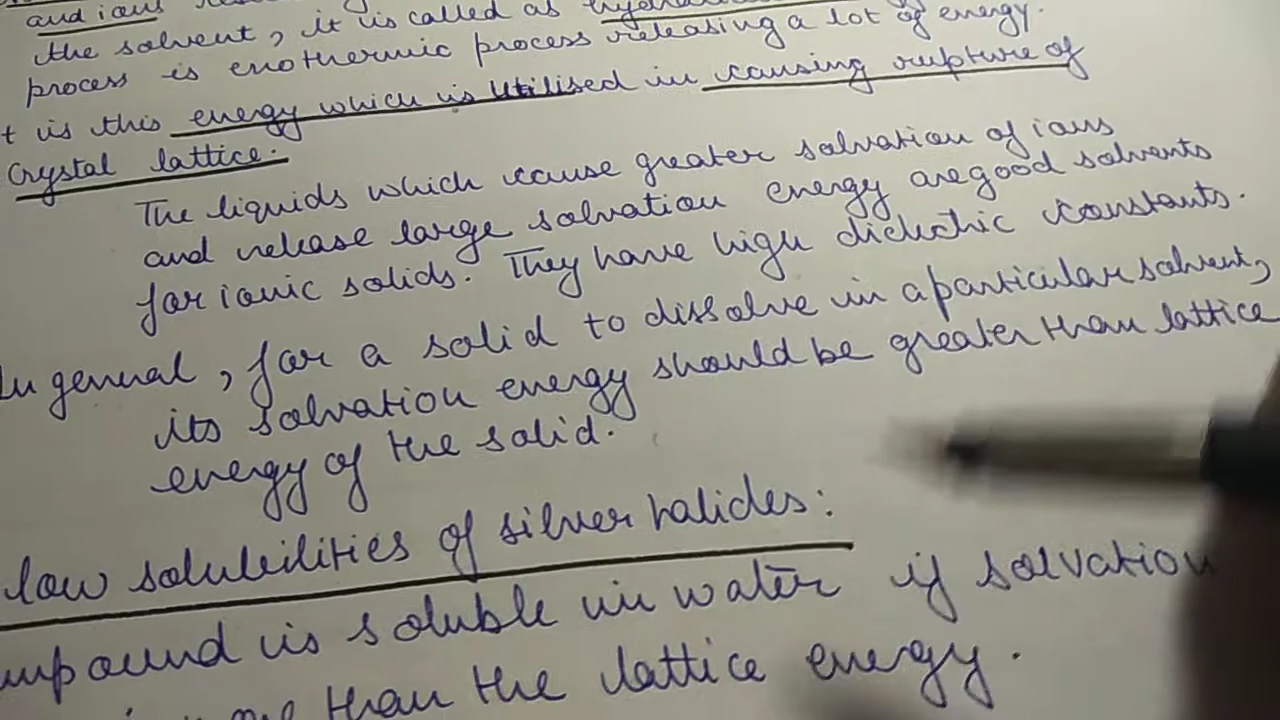 and ions
the solvent, it is called as
process is exothermic process releasing a lot of energy.
t is this energy which is utilised in causing rupture of
Crystal lattice.
The liquids which cause greater solvation of ions
and release large solvation energy are good solvents
for ionic solids. They have high dielectric constants.
In general, for a solid to dissolve in a particular solvent,
its solvation energy should be greater than lattice
energy of the solid.
low solubilities of silver halides:
mpound is soluble in water if solvation
than the lattice energy.